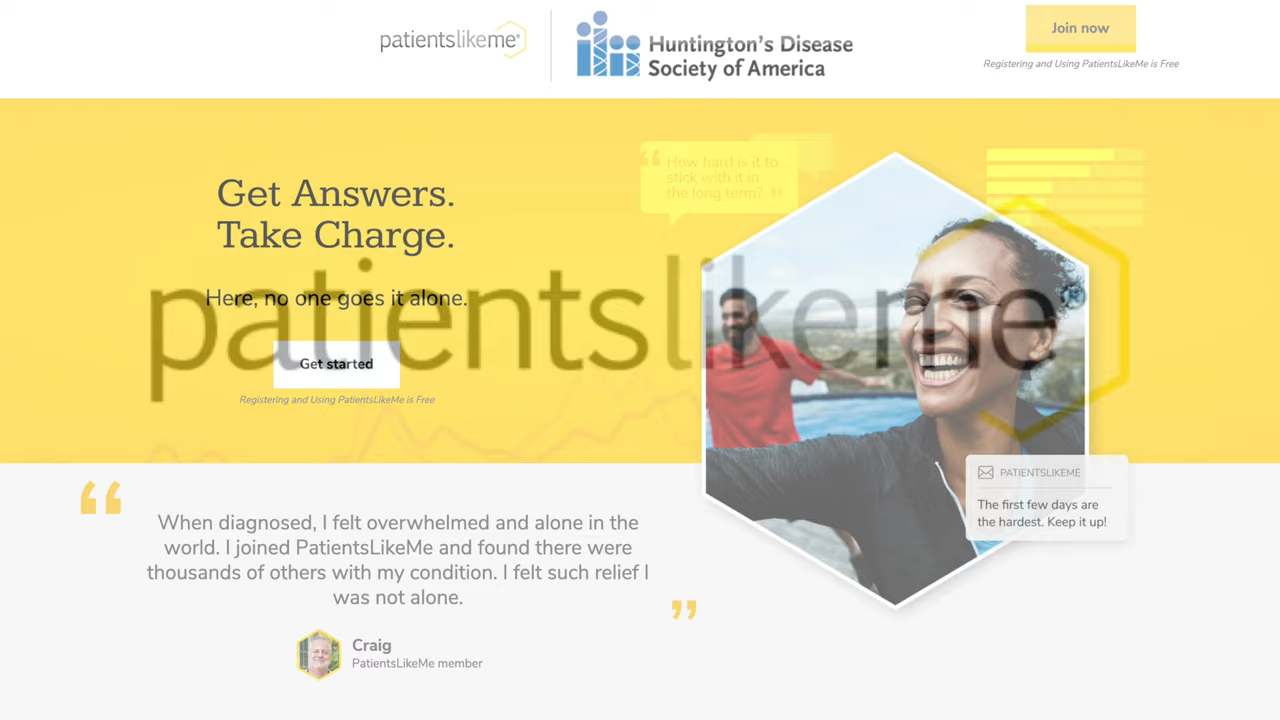 patientslikeme®
Huntington's Disease
Society of America
Join now
Registering and Using PatientsLikeMe is Free
Get Answers.
Take Charge.
Here, no one goes it alone.
Get started
Registering and Using PatientsLikeMe is Free
“ How hard is it to
stick with it in
the long term? ”
patientslikeme
PATIENTSLIKEME
The first few days are
the hardest. Keep it up!
“
When diagnosed, I felt overwhelmed and alone in the
world. I joined PatientsLikeMe and found there were
thousands of others with my condition. I felt such relief I
was not alone.
”
Craig
PatientsLikeMe member